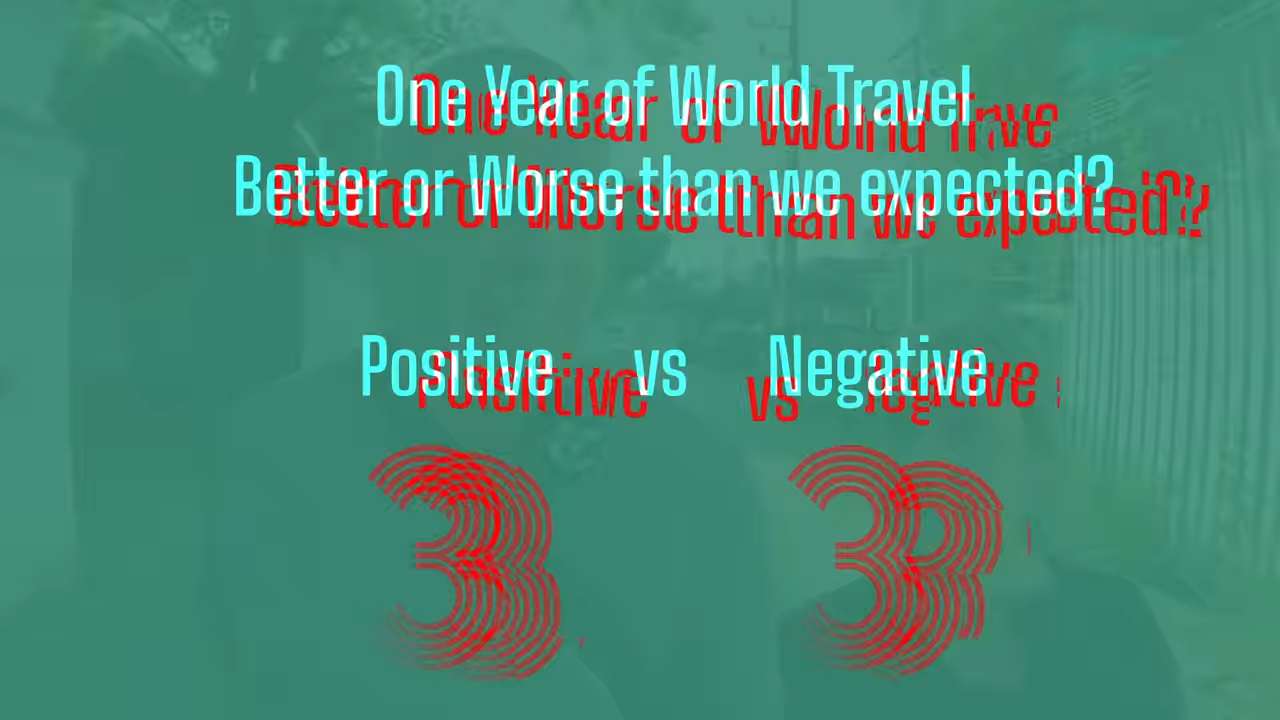 One Year of World Travel
Better or Worse than we expected?
Positive vs Negative
3 3